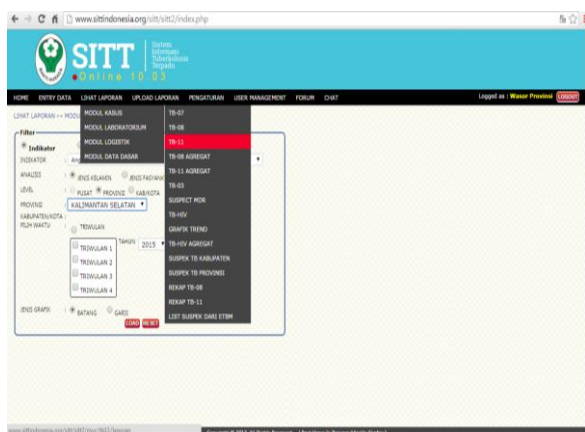 www.sittindonesia.org/sitt/sitt2/index.php
SITT
Sistem
Informasi
Tuberkulosis
Terpadu
Online 10.03
HOME ENTRY DATA LIHAT LAPORAN UPLOAD LAPORAN PENGATURAN USER MANAGEMENT FORUM CHAT Logged as : Wasor Provinsi LOGOUT
LIHAT LAPORAN >> MODU
MODUL KASUS
MODUL LABORATORIUM
MODUL LOGISTIK
MODUL DATA DASAR
TB-07
TB-08
TB-11
TB-08 AGREGAT
TB-11 AGREGAT
TB-03
SUSPECT MDR
TB-HIV
GRAFIK TREND
TB-HIV AGREGAT
SUSPEK TB KABUPATEN
SUSPEK TB PROVINSI
REKAP TB-08
REKAP TB-11
LIST SUSPEK DARI ETBM
Filter
Indikator
INDIKATOR : Ang
ANALISIS : JENIS KELAMIN JENIS FASYANK
LEVEL : PUSAT PROVINSI KAB/KOTA
PROVINSI : KALIMANTAN SELATAN
KABUPATEN/KOTA :
PILIH WAKTU : TRIWULAN
TRIWULAN 1 TAHUN 2015
TRIWULAN 2
TRIWULAN 3
TRIWULAN 4
JENIS GRAFIK : BATANG GARIS
LOAD RESET